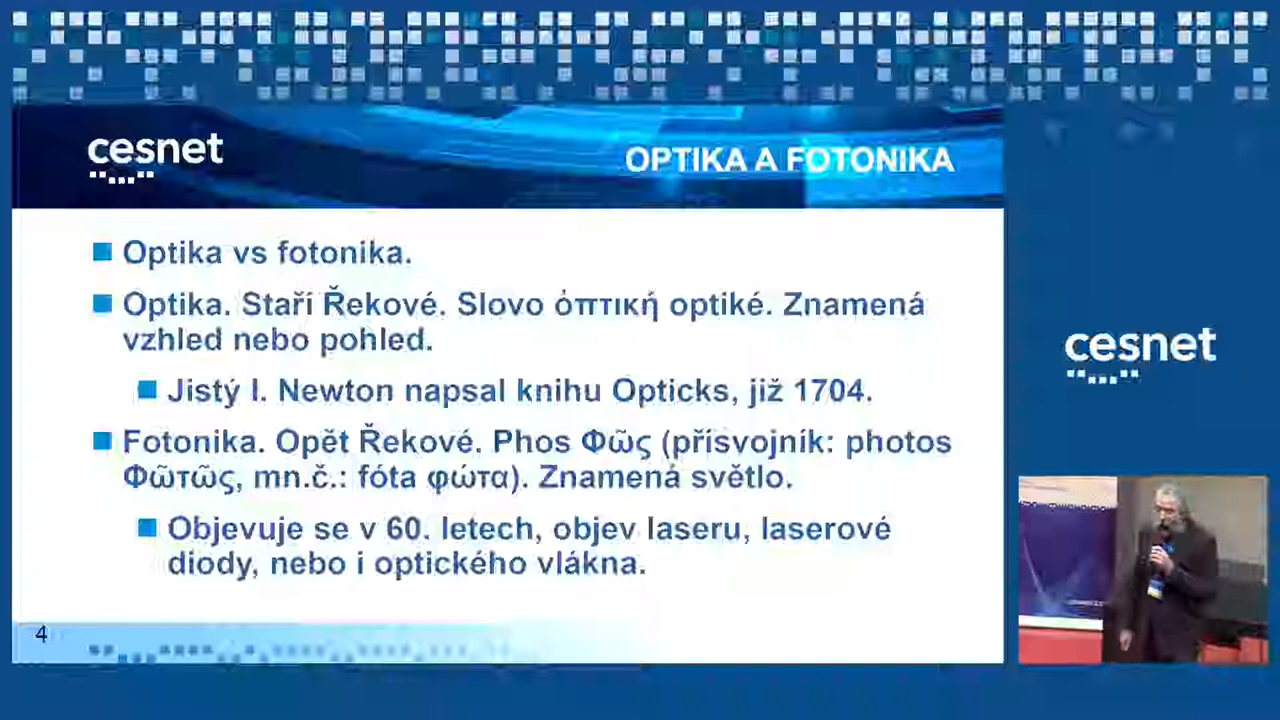 cesnet
OPTIKA A FOTONIKA
Optika vs fotonika.
Optika. Staří Řekové. Slovo ὀπτική optiké. Znamená
vzhled nebo pohled.
Jistý I. Newton napsal knihu Opticks, již 1704.
Fotonika. Opět Řekové. Phos Φῶς (přísvojník: photos
Φῶτῶς, mn.č.: fóta φώτα). Znamená světlo.
Objevuje se v 60. letech, objev laseru, laserové
diody, nebo i optického vlákna.
4
cesnet